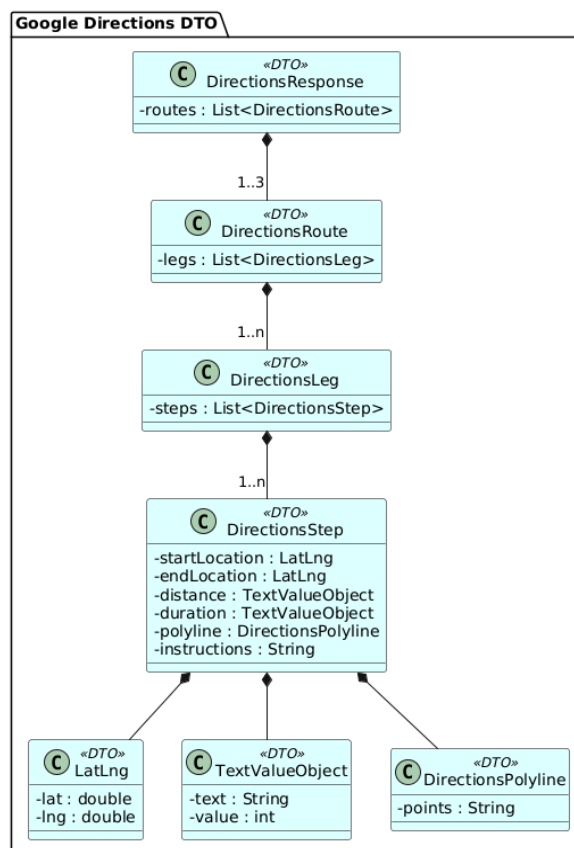 Google Directions DTO
«DTO»
C DirectionsResponse
-routes : List<DirectionsRoute>
1..3
«DTO»
C DirectionsRoute
-legs : List<DirectionsLeg>
1..n
«DTO»
C DirectionsLeg
-steps : List<DirectionsStep>
1..n
«DTO»
C DirectionsStep
-startLocation : LatLng
-endLocation : LatLng
-distance : TextValueObject
-duration : TextValueObject
-polyline : DirectionsPolyline
-instructions : String
«DTO»
C LatLng
-lat : double
-lng : double
«DTO»
C TextValueObject
-text : String
-value : int
«DTO»
C DirectionsPolyline
-points : String